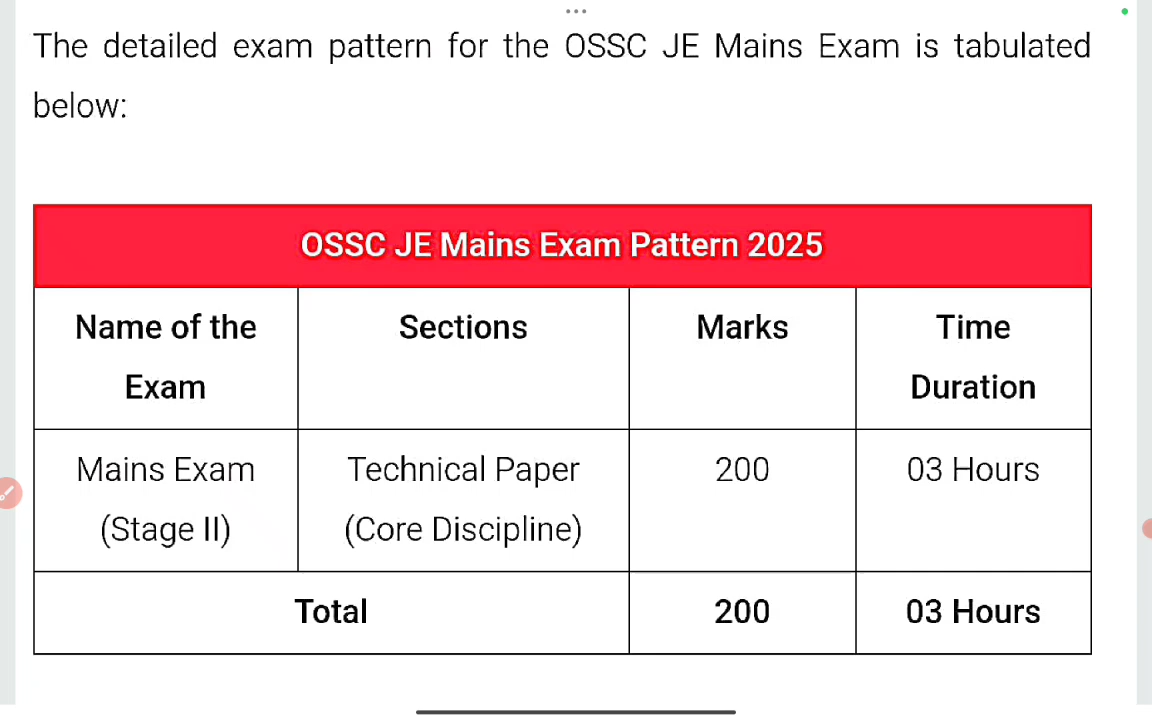 The detailed exam pattern for the OSSC JE Mains Exam is tabulated
below:
OSSC JE Mains Exam Pattern 2025
Name of the Exam
Sections
Marks
Time Duration
Mains Exam (Stage II)
Technical Paper (Core Discipline)
200
03 Hours
Total
200
03 Hours